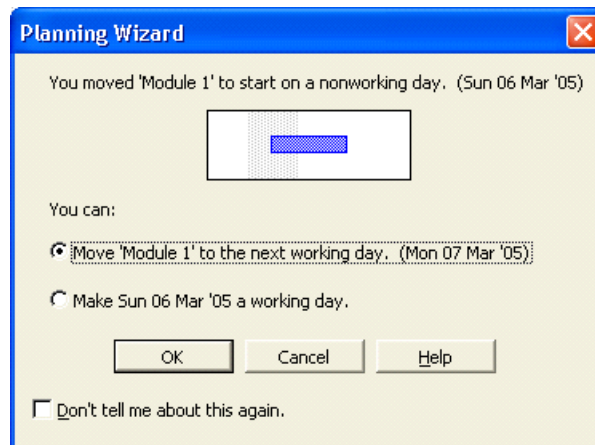 Planning Wizard
You moved 'Module 1' to start on a nonworking day. (Sun 06 Mar '05)
You can:
Move 'Module 1' to the next working day. (Mon 07 Mar '05)
Make Sun 06 Mar '05 a working day.
OK Cancel Help
Don't tell me about this again.